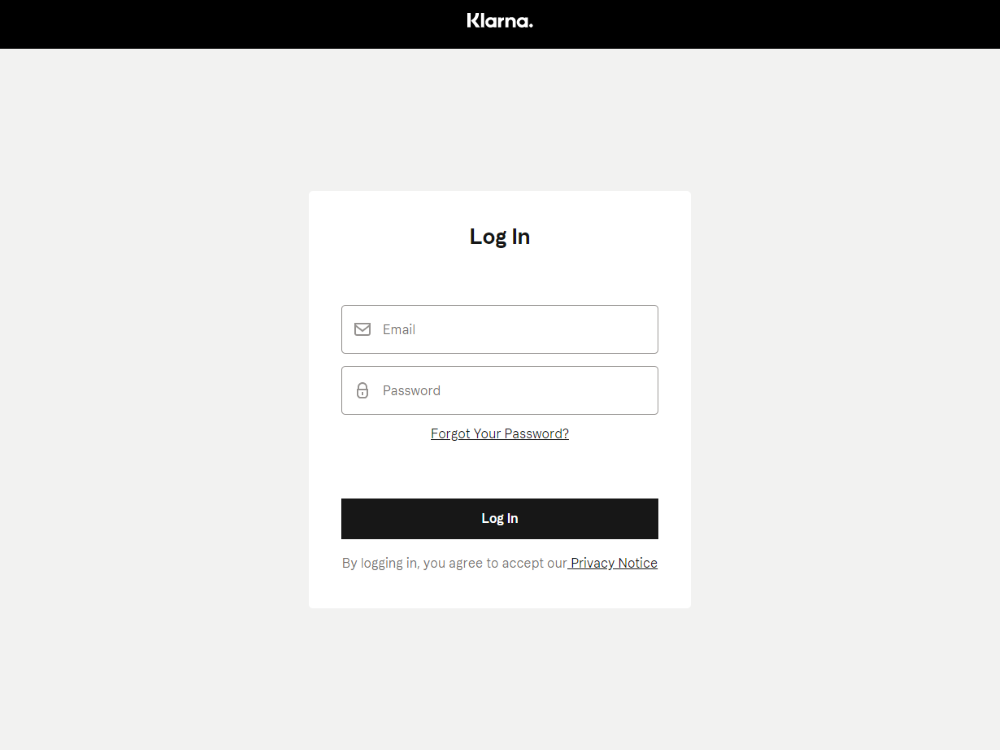 Klarna.
Log In
Email
Password
Forgot Your Password?
Log In
By logging in, you agree to accept our Privacy Notice